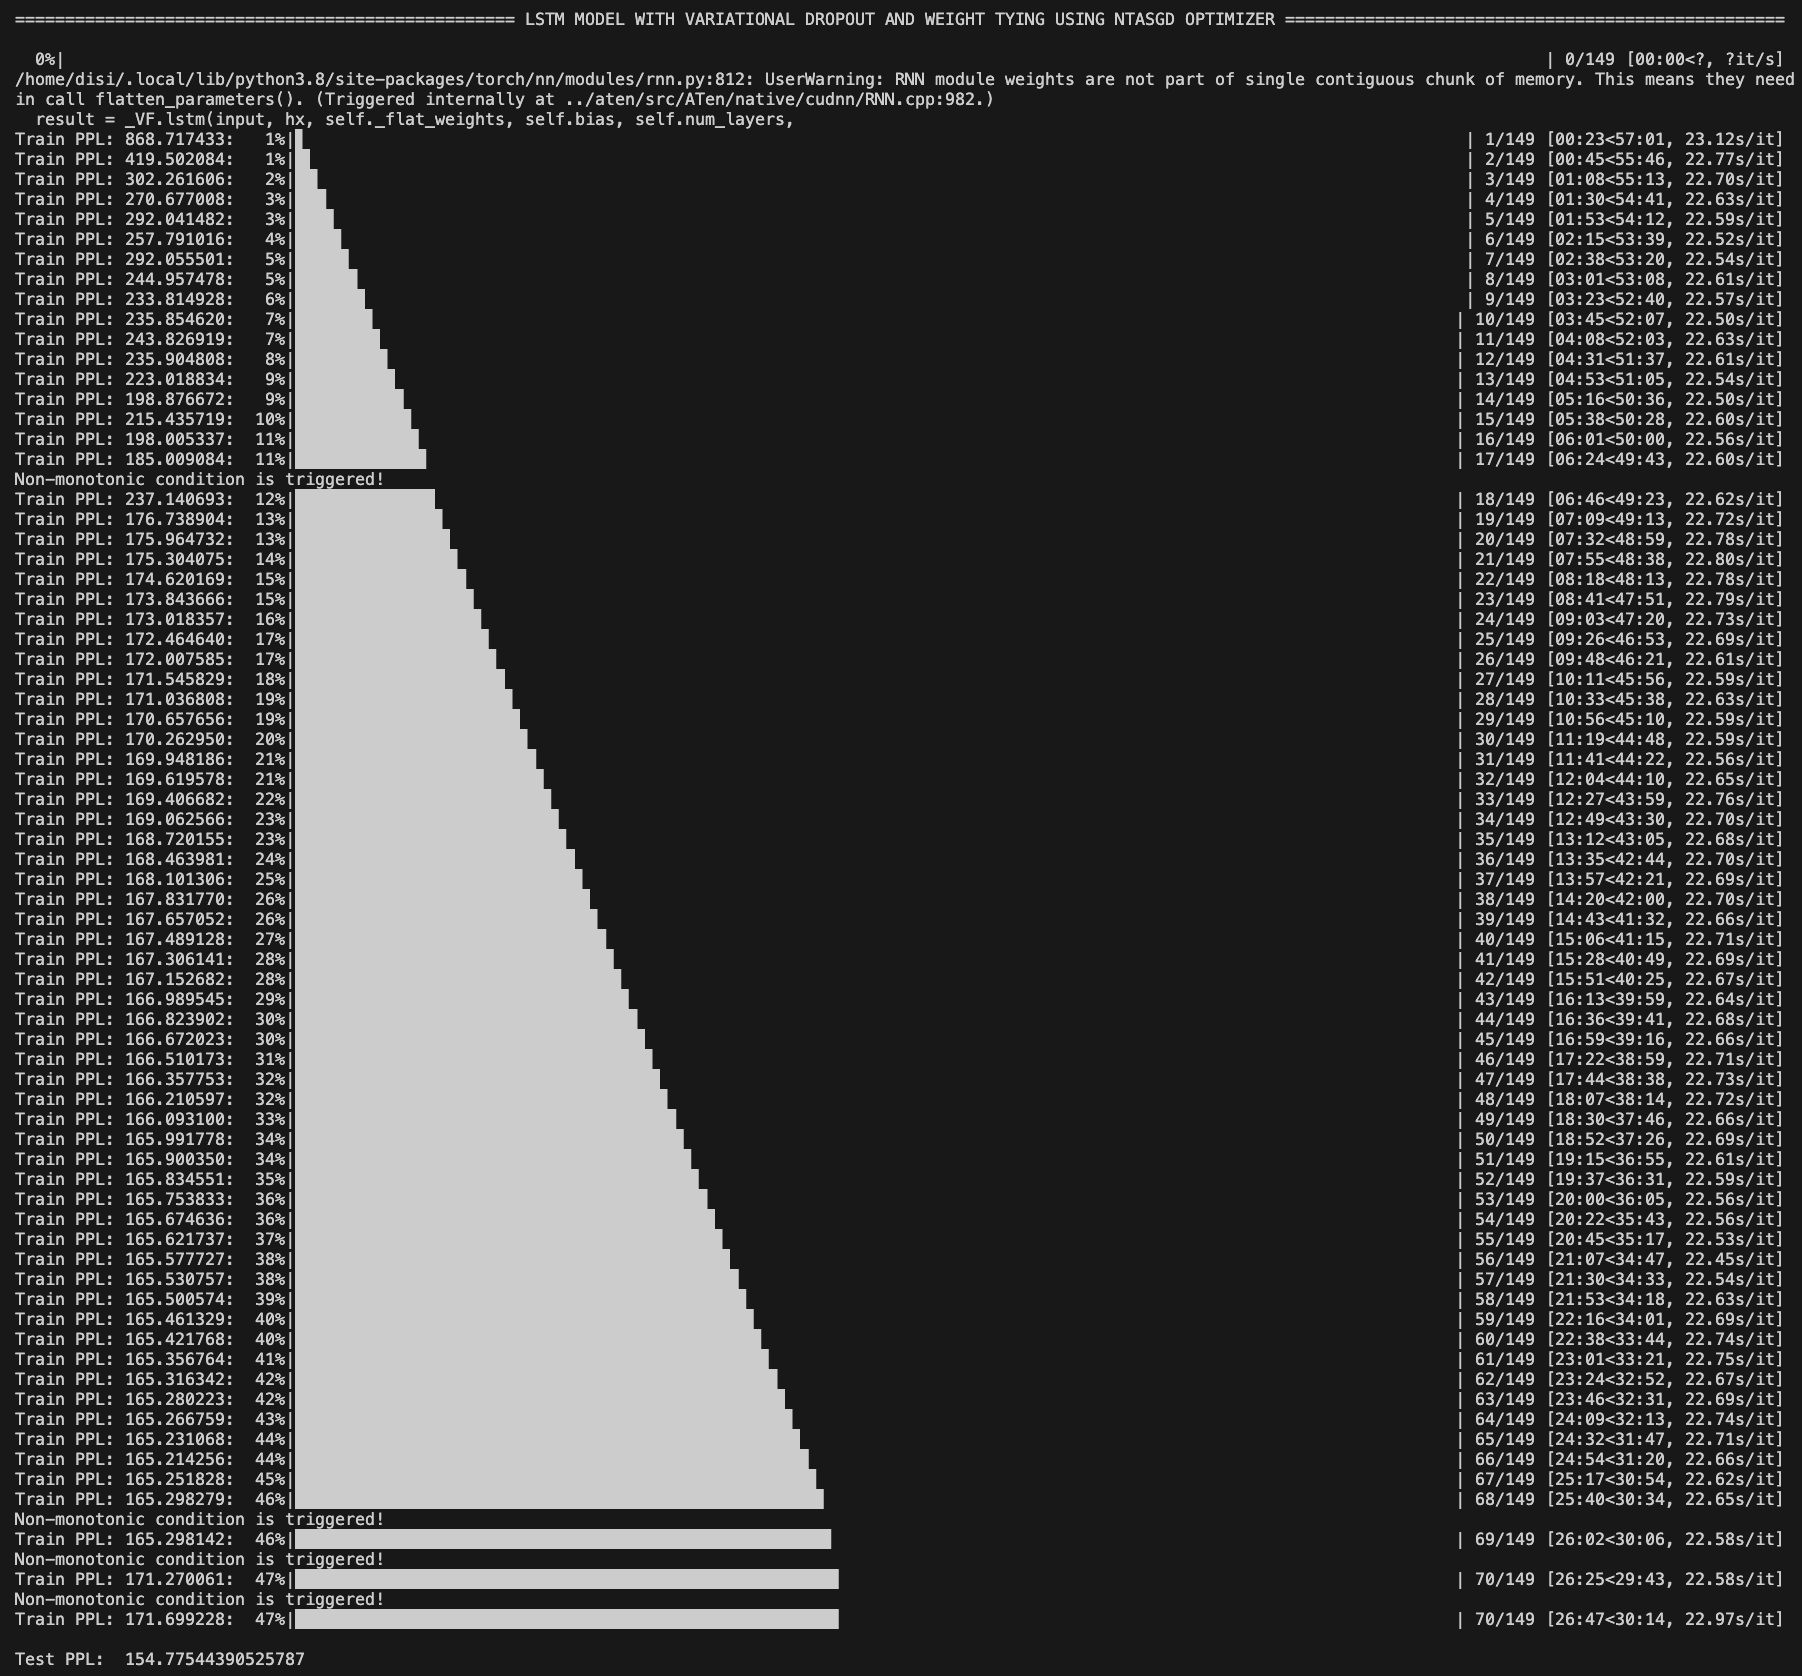 ================================================== LSTM MODEL WITH VARIATIONAL DROPOUT AND WEIGHT TYING USING NTASGD OPTIMIZER ==================================================
0%| | 0/149 [00:00<?, ?it/s]
/home/disi/.local/lib/python3.8/site-packages/torch/nn/modules/rnn.py:812: UserWarning: RNN module weights are not part of single contiguous chunk of memory. This means they need
in call flatten_parameters(). (Triggered internally at ../aten/src/ATen/native/cudnn/RNN.cpp:982.)
result = _VF.lstm(input, hx, self._flat_weights, self.bias, self.num_layers,
Train PPL: 868.717433: 1%| | 1/149 [00:23<57:01, 23.12s/it]
Train PPL: 419.502084: 1%| | 2/149 [00:45<55:46, 22.77s/it]
Train PPL: 302.261606: 2%| | 3/149 [01:08<55:13, 22.70s/it]
Train PPL: 270.677008: 3%| | 4/149 [01:30<54:41, 22.63s/it]
Train PPL: 292.041482: 3%| | 5/149 [01:53<54:12, 22.59s/it]
Train PPL: 257.791016: 4%| | 6/149 [02:15<53:39, 22.52s/it]
Train PPL: 292.055501: 5%| | 7/149 [02:38<53:20, 22.54s/it]
Train PPL: 244.957478: 5%| | 8/149 [03:01<53:08, 22.61s/it]
Train PPL: 233.814928: 6%| | 9/149 [03:23<52:40, 22.57s/it]
Train PPL: 235.854620: 7%| | 10/149 [03:45<52:07, 22.50s/it]
Train PPL: 243.826919: 7%| | 11/149 [04:08<52:03, 22.63s/it]
Train PPL: 235.904808: 8%| | 12/149 [04:31<51:37, 22.61s/it]
Train PPL: 223.018834: 9%| | 13/149 [04:53<51:05, 22.54s/it]
Train PPL: 198.876672: 9%| | 14/149 [05:16<50:36, 22.50s/it]
Train PPL: 215.435719: 10%| | 15/149 [05:38<50:28, 22.60s/it]
Train PPL: 198.005337: 11%| | 16/149 [06:01<50:00, 22.56s/it]
Train PPL: 185.009084: 11%| | 17/149 [06:24<49:43, 22.60s/it]
Non-monotonic condition is triggered!
Train PPL: 237.140693: 12%| | 18/149 [06:46<49:23, 22.62s/it]
Train PPL: 176.738904: 13%| | 19/149 [07:09<49:13, 22.72s/it]
Train PPL: 175.964732: 13%| | 20/149 [07:32<48:59, 22.78s/it]
Train PPL: 175.304075: 14%| | 21/149 [07:55<48:38, 22.80s/it]
Train PPL: 174.620169: 15%| | 22/149 [08:18<48:13, 22.78s/it]
Train PPL: 173.843666: 15%| | 23/149 [08:41<47:51, 22.79s/it]
Train PPL: 173.018357: 16%| | 24/149 [09:03<47:20, 22.73s/it]
Train PPL: 172.464640: 17%| | 25/149 [09:26<46:53, 22.69s/it]
Train PPL: 172.007585: 17%| | 26/149 [09:48<46:21, 22.61s/it]
Train PPL: 171.545829: 18%| | 27/149 [10:11<45:56, 22.59s/it]
Train PPL: 171.036808: 19%| | 28/149 [10:33<45:38, 22.63s/it]
Train PPL: 170.657656: 19%| | 29/149 [10:56<45:10, 22.59s/it]
Train PPL: 170.262950: 20%| | 30/149 [11:19<44:48, 22.59s/it]
Train PPL: 169.948186: 21%| | 31/149 [11:41<44:22, 22.56s/it]
Train PPL: 169.619578: 21%| | 32/149 [12:04<44:10, 22.65s/it]
Train PPL: 169.406682: 22%| | 33/149 [12:27<43:59, 22.76s/it]
Train PPL: 169.062566: 23%| | 34/149 [12:49<43:30, 22.70s/it]
Train PPL: 168.720155: 23%| | 35/149 [13:12<43:05, 22.68s/it]
Train PPL: 168.463981: 24%| | 36/149 [13:35<42:44, 22.70s/it]
Train PPL: 168.101306: 25%| | 37/149 [13:57<42:21, 22.69s/it]
Train PPL: 167.831770: 26%| | 38/149 [14:20<42:00, 22.70s/it]
Train PPL: 167.657052: 26%| | 39/149 [14:43<41:32, 22.66s/it]
Train PPL: 167.489128: 27%| | 40/149 [15:06<41:15, 22.71s/it]
Train PPL: 167.306141: 28%| | 41/149 [15:28<40:49, 22.69s/it]
Train PPL: 167.152682: 28%| | 42/149 [15:51<40:25, 22.67s/it]
Train PPL: 166.989545: 29%| | 43/149 [16:13<39:59, 22.64s/it]
Train PPL: 166.823902: 30%| | 44/149 [16:36<39:41, 22.68s/it]
Train PPL: 166.672023: 30%| | 45/149 [16:59<39:16, 22.66s/it]
Train PPL: 166.510173: 31%| | 46/149 [17:22<38:59, 22.71s/it]
Train PPL: 166.357753: 32%| | 47/149 [17:44<38:38, 22.73s/it]
Train PPL: 166.210597: 32%| | 48/149 [18:07<38:14, 22.72s/it]
Train PPL: 166.093100: 33%| | 49/149 [18:30<37:46, 22.66s/it]
Train PPL: 165.991778: 34%| | 50/149 [18:52<37:26, 22.69s/it]
Train PPL: 165.900350: 34%| | 51/149 [19:15<36:55, 22.61s/it]
Train PPL: 165.834551: 35%| | 52/149 [19:37<36:31, 22.59s/it]
Train PPL: 165.753833: 36%| | 53/149 [20:00<36:05, 22.56s/it]
Train PPL: 165.674636: 36%| | 54/149 [20:22<35:43, 22.56s/it]
Train PPL: 165.621737: 37%| | 55/149 [20:45<35:17, 22.53s/it]
Train PPL: 165.577727: 38%| | 56/149 [21:07<34:47, 22.45s/it]
Train PPL: 165.530757: 38%| | 57/149 [21:30<34:33, 22.54s/it]
Train PPL: 165.500574: 39%| | 58/149 [21:53<34:18, 22.63s/it]
Train PPL: 165.461329: 40%| | 59/149 [22:16<34:01, 22.69s/it]
Train PPL: 165.421768: 40%| | 60/149 [22:38<33:44, 22.74s/it]
Train PPL: 165.356764: 41%| | 61/149 [23:01<33:21, 22.75s/it]
Train PPL: 165.316342: 42%| | 62/149 [23:24<32:52, 22.67s/it]
Train PPL: 165.280223: 42%| | 63/149 [23:46<32:31, 22.69s/it]
Train PPL: 165.266759: 43%| | 64/149 [24:09<32:13, 22.74s/it]
Train PPL: 165.231068: 44%| | 65/149 [24:32<31:47, 22.71s/it]
Train PPL: 165.214256: 44%| | 66/149 [24:54<31:20, 22.66s/it]
Train PPL: 165.251828: 45%| | 67/149 [25:17<30:54, 22.62s/it]
Train PPL: 165.298279: 46%| | 68/149 [25:40<30:34, 22.65s/it]
Non-monotonic condition is triggered!
Train PPL: 165.298142: 46%| | 69/149 [26:02<30:06, 22.58s/it]
Non-monotonic condition is triggered!
Train PPL: 171.270061: 47%| | 70/149 [26:25<29:43, 22.58s/it]
Non-monotonic condition is triggered!
Train PPL: 171.699228: 47%| | 70/149 [26:47<30:14, 22.97s/it]
Test PPL: 154.77544390525787